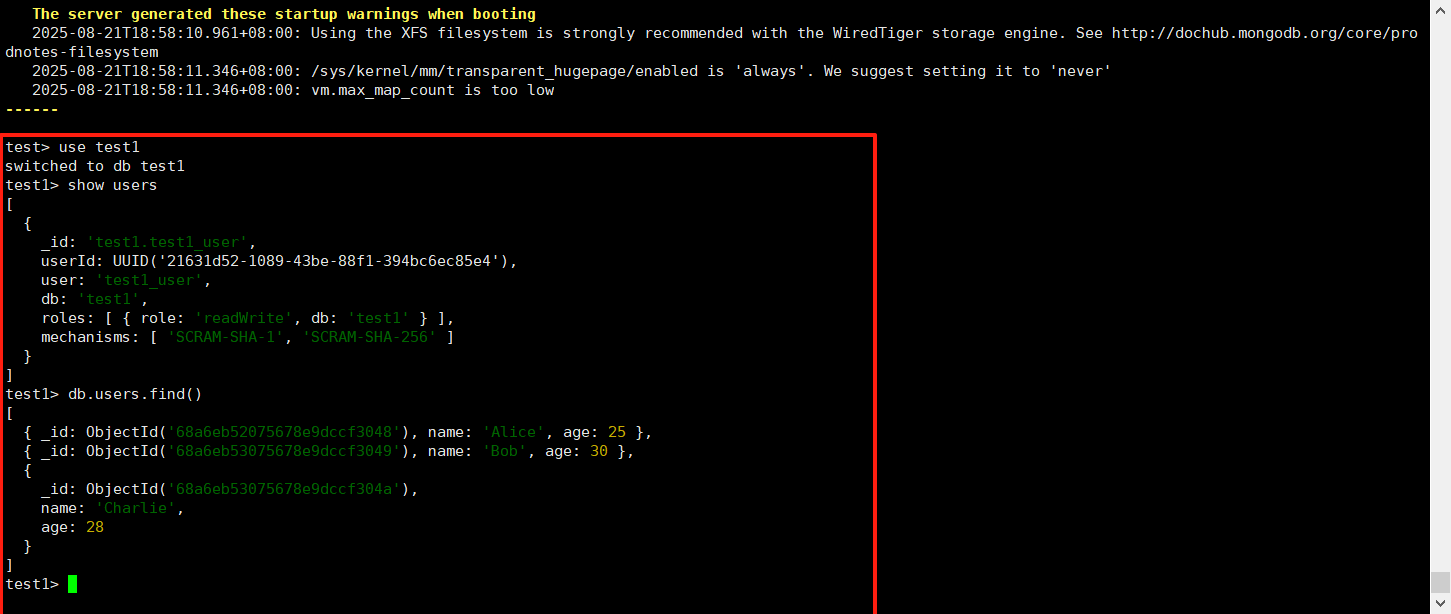 The server generated these startup warnings when booting
2025-08-21T18:58:10.961+08:00: Using the XFS filesystem is strongly recommended with the WiredTiger storage engine. See http://dochub.mongodb.org/core/pro
dnotes-filesystem
2025-08-21T18:58:11.346+08:00: /sys/kernel/mm/transparent_hugepage/enabled is 'always'. We suggest setting it to 'never'
2025-08-21T18:58:11.346+08:00: vm.max_map_count is too low
------
test> use test1
switched to db test1
test1> show users
[
  {
    _id: 'test1.test1_user',
    userId: UUID('21631d52-1089-43be-88f1-394bc6ec85e4'),
    user: 'test1_user',
    db: 'test1',
    roles: [ { role: 'readWrite', db: 'test1' } ],
    mechanisms: [ 'SCRAM-SHA-1', 'SCRAM-SHA-256' ]
  }
]
test1> db.users.find()
[
  { _id: ObjectId('68a6eb52075678e9dccf3048'), name: 'Alice', age: 25 },
  { _id: ObjectId('68a6eb53075678e9dccf3049'), name: 'Bob', age: 30 },
  {
    _id: ObjectId('68a6eb53075678e9dccf304a'),
    name: 'Charlie',
    age: 28
  }
]
test1>